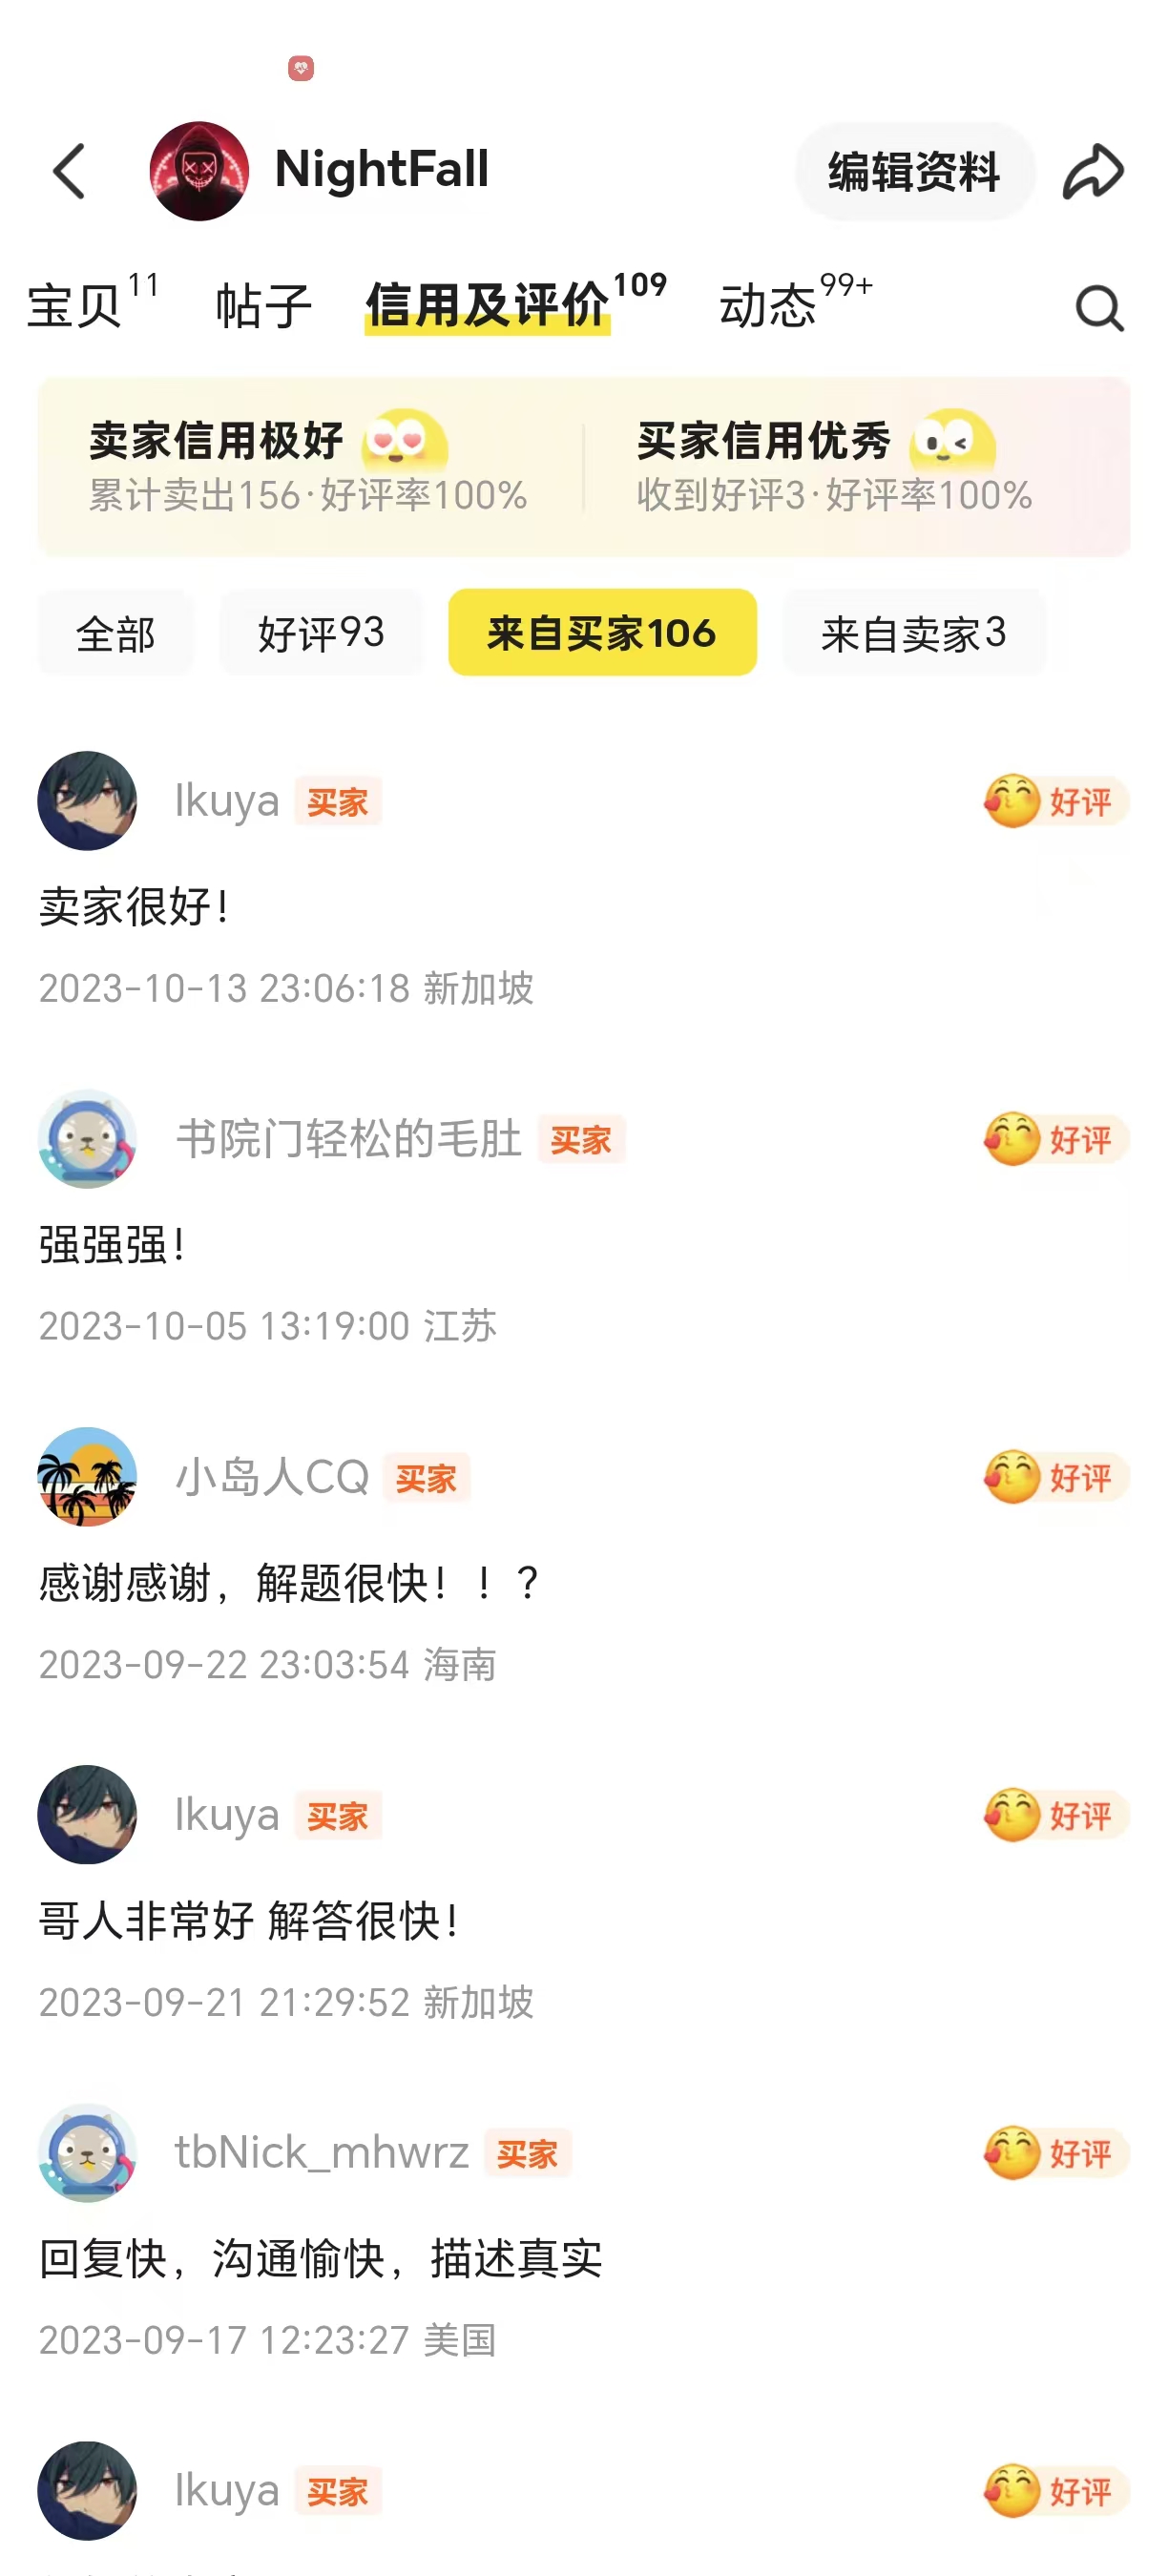 NightFall
编辑资料
宝贝11 帖子 信用及评价109 动态99+
卖家信用极好 买家信用优秀
累计卖出156·好评率100% 收到好评3·好评率100%
全部 好评93 来自买家106 来自卖家3
Ikuya 买家 好评
卖家很好!
2023-10-13 23:06:18 新加坡
书院门轻松的毛肚 买家 好评
强强强!
2023-10-05 13:19:00 江苏
小岛人CQ 买家 好评
感谢感谢，解题很快！！？
2023-09-22 23:03:54 海南
Ikuya 买家 好评
哥人非常好 解答很快!
2023-09-21 21:29:52 新加坡
tbNick_mhwrz 买家 好评
回复快，沟通愉快，描述真实
2023-09-17 12:23:27 美国
Ikuya 买家 好评